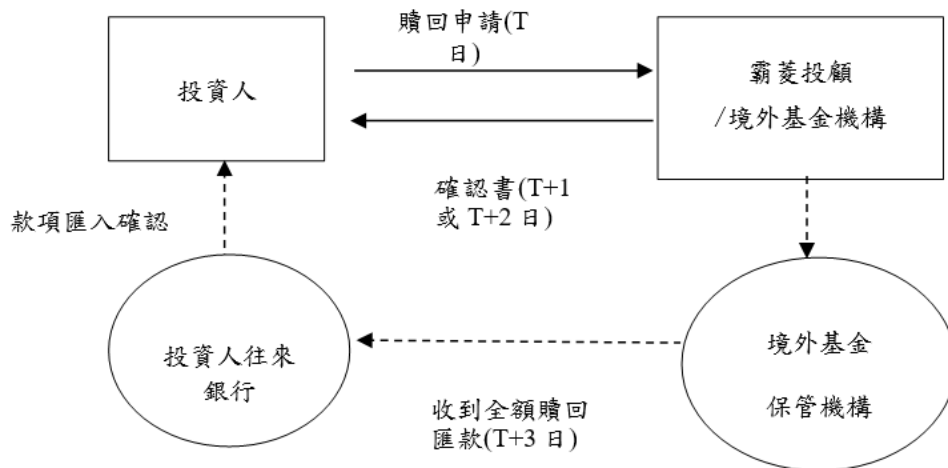 贖回申請(T
日)
投資人
霸菱投顧
/境外基金機構
確認書(T+1
或 T+2 日)
款項匯入確認
投資人往來
銀行
境外基金
保管機構
收到全額贖回
匯款(T+3 日)